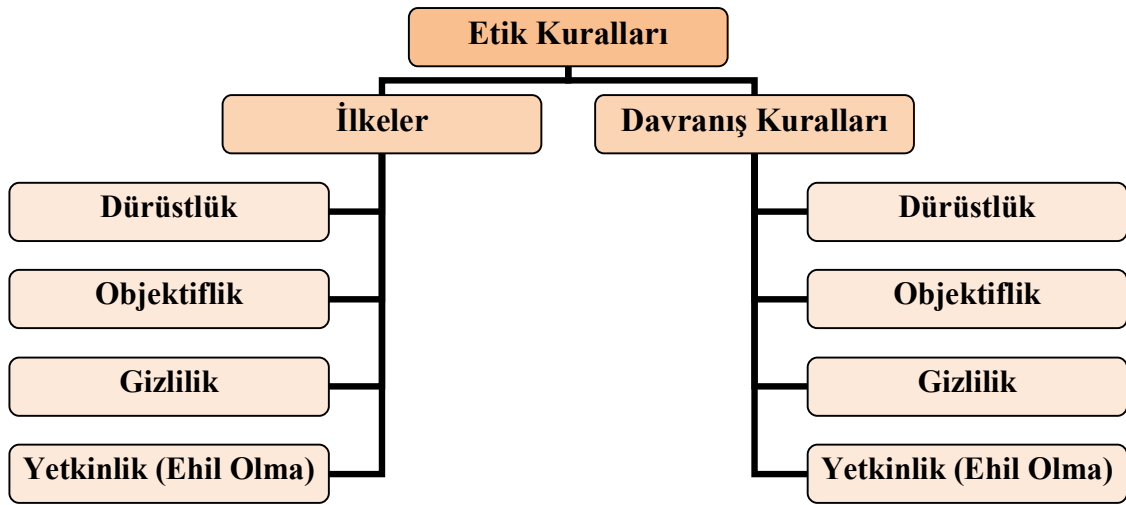 Etik Kuralları
İlkeler
Davranış Kuralları
Dürüstlük
Dürüstlük
Objektiflik
Objektiflik
Gizlilik
Gizlilik
Yetkinlik (Ehil Olma)
Yetkinlik (Ehil Olma)